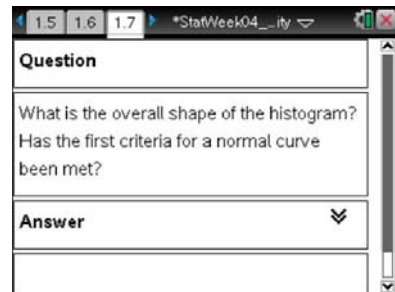 1.5 1.6 1.7 *StatWeek04_...ity
Question
What is the overall shape of the histogram?
Has the first criteria for a normal curve
been met?
Answer